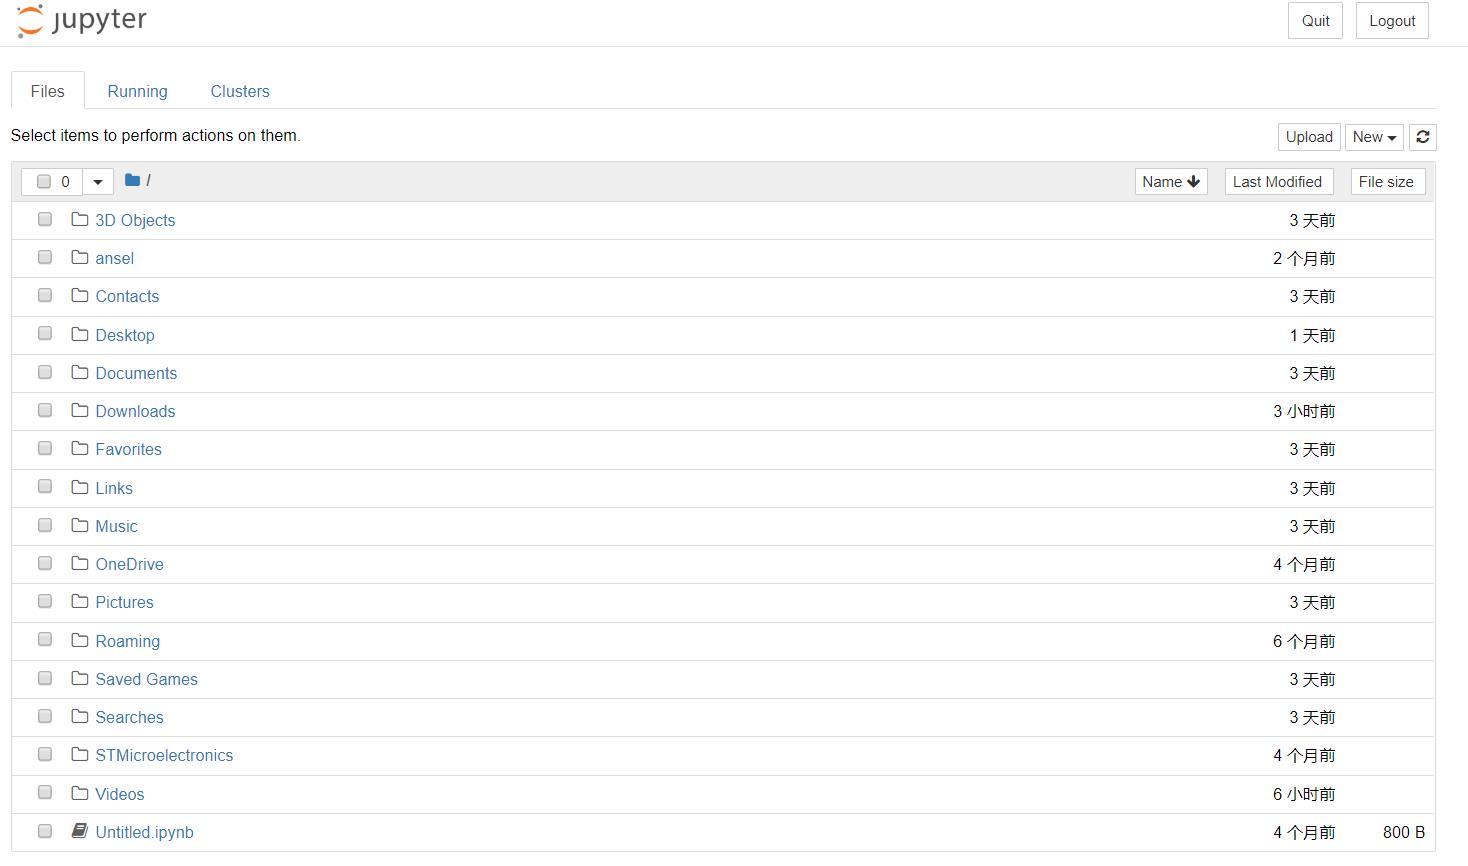 jupyter Quit Logout
Files Running Clusters
Select items to perform actions on them. Upload New
0 / Name Last Modified File size
3D Objects 3 天前
ansel 2 个月前
Contacts 3 天前
Desktop 1 天前
Documents 3 天前
Downloads 3 小时前
Favorites 3 天前
Links 3 天前
Music 3 天前
OneDrive 4 个月前
Pictures 3 天前
Roaming 6 个月前
Saved Games 3 天前
Searches 3 天前
STMicroelectronics 4 个月前
Videos 6 小时前
Untitled.ipynb 4 个月前 800 B